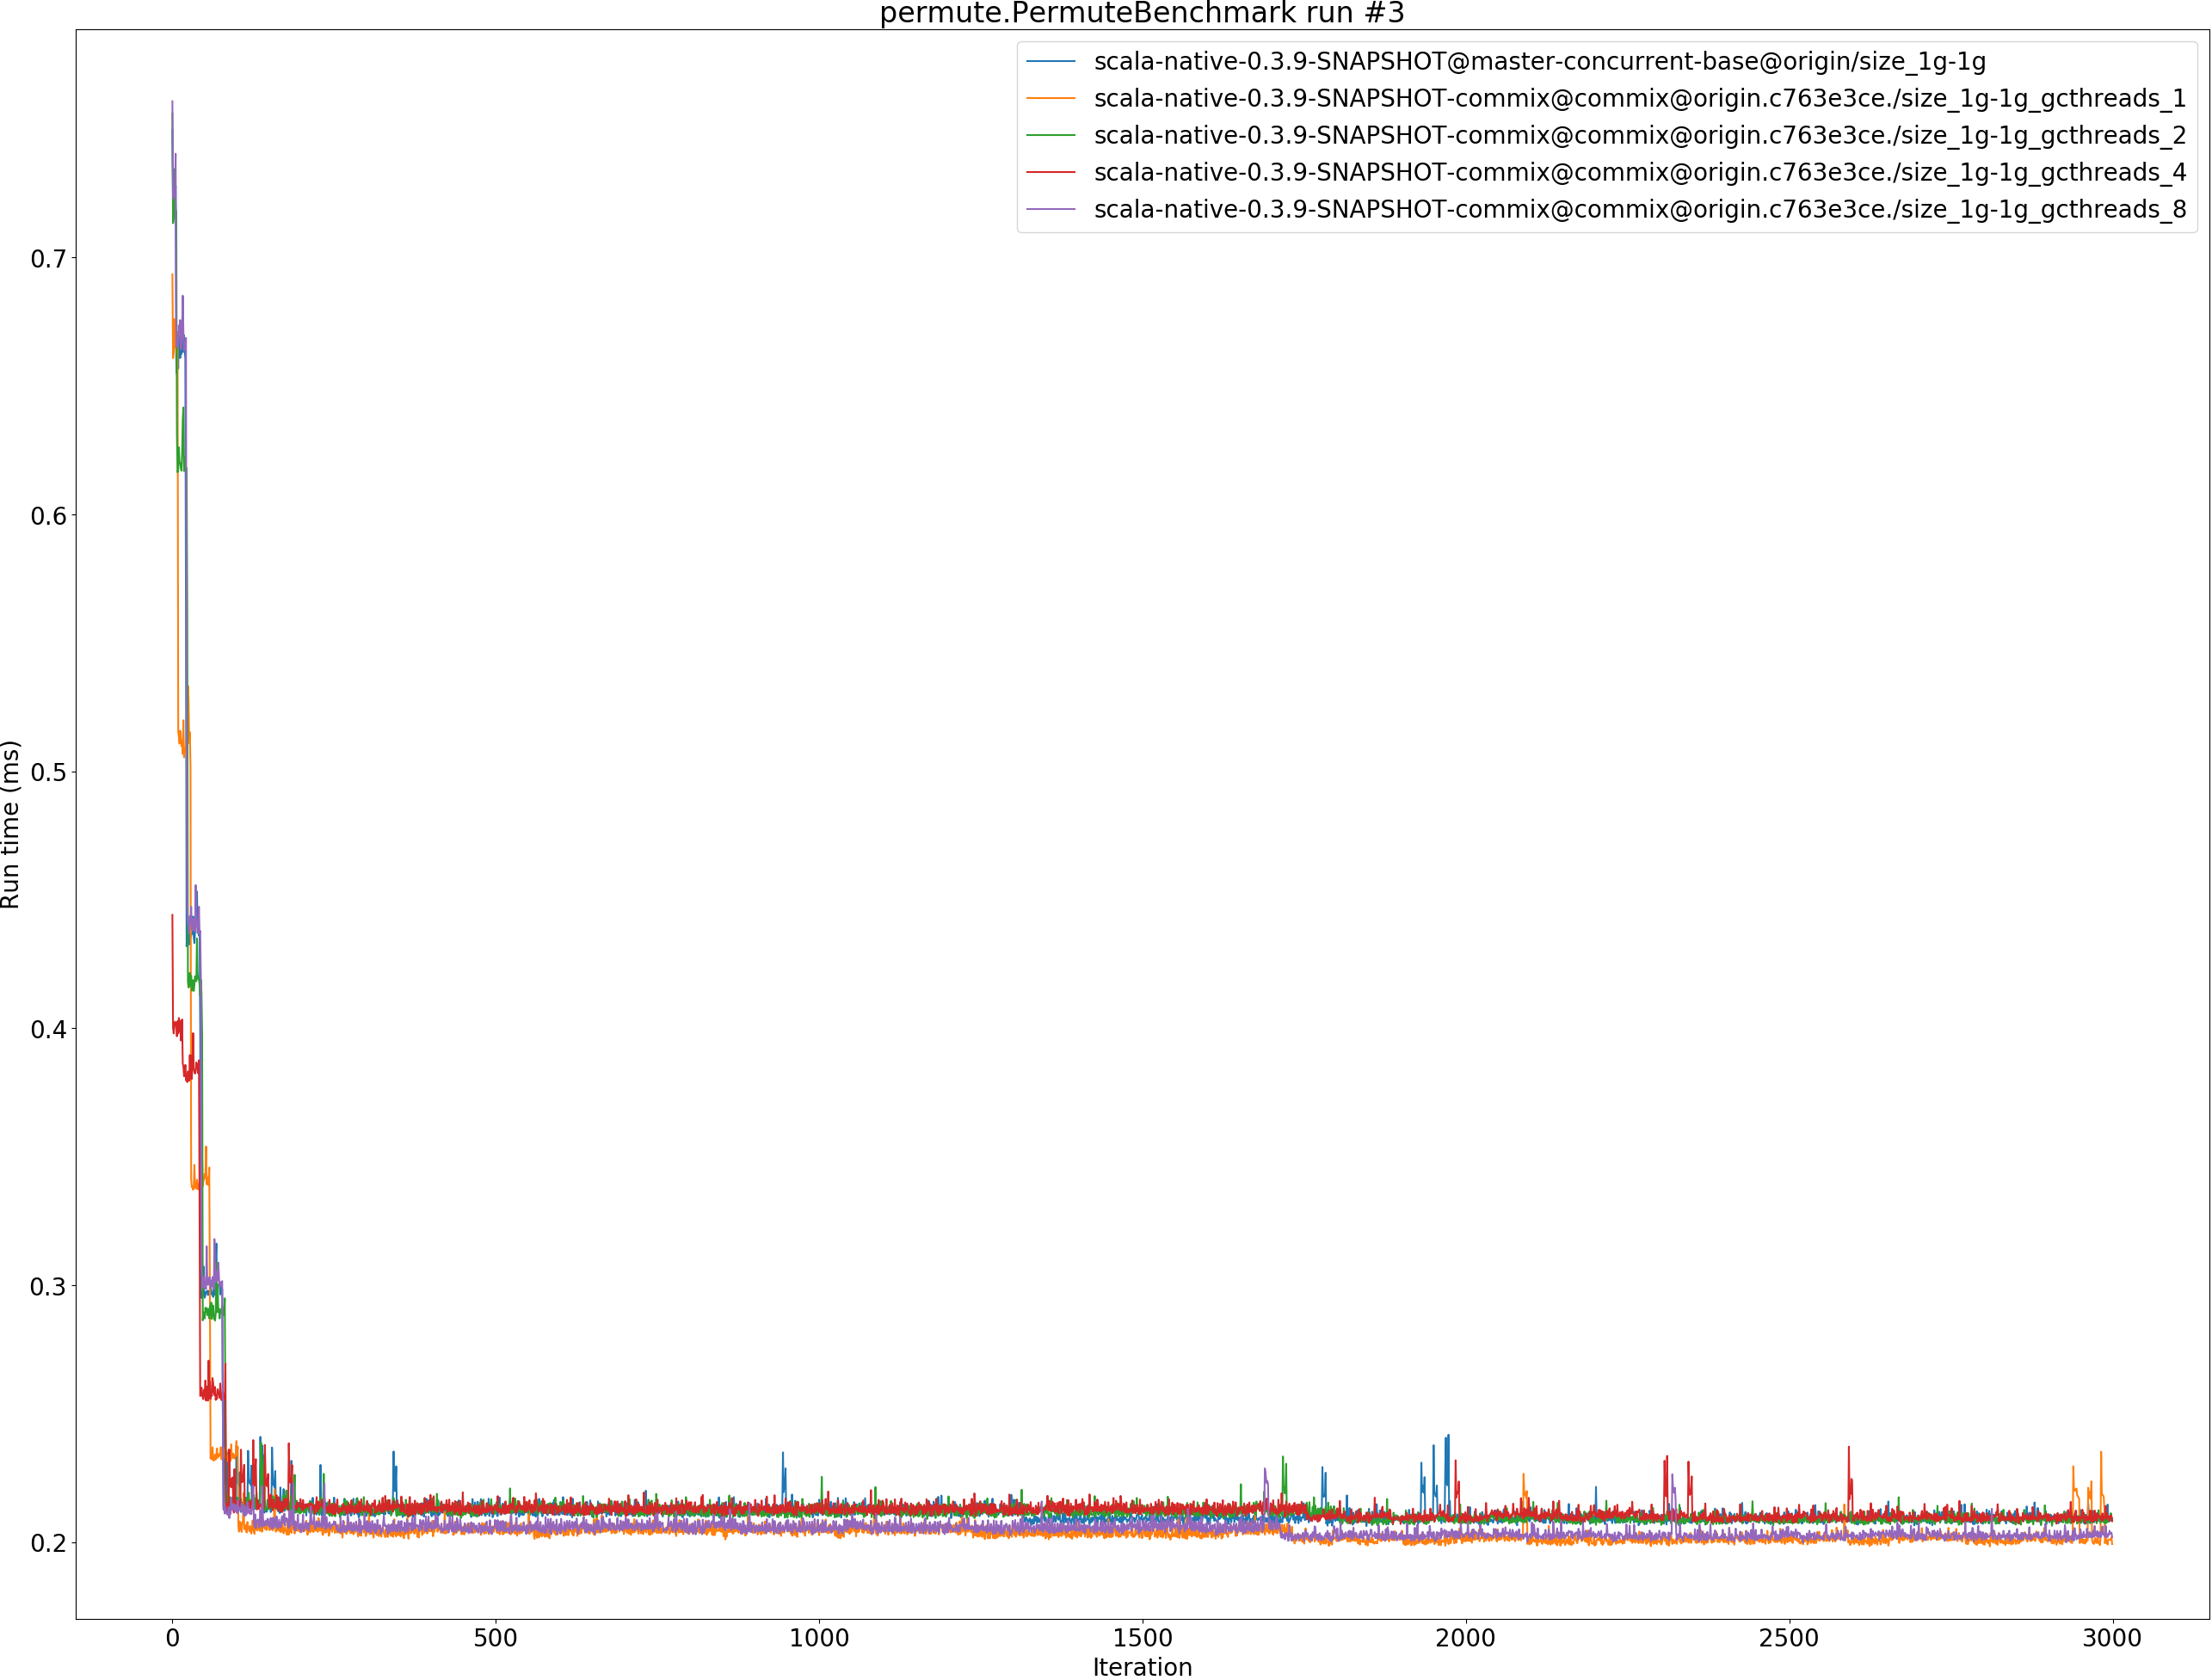 permute.PermuteBenchmark run #3
scala-native-0.3.9-SNAPSHOT@master-concurrent-base@origin/size_1g-1g
scala-native-0.3.9-SNAPSHOT-commix@commix@origin.c763e3ce./size_1g-1g_gcthreads_1
scala-native-0.3.9-SNAPSHOT-commix@commix@origin.c763e3ce./size_1g-1g_gcthreads_2
scala-native-0.3.9-SNAPSHOT-commix@commix@origin.c763e3ce./size_1g-1g_gcthreads_4
scala-native-0.3.9-SNAPSHOT-commix@commix@origin.c763e3ce./size_1g-1g_gcthreads_8
Run time (ms)
0.7
0.6
0.5
0.4
0.3
0.2
0 500 1000 1500 2000 2500 3000
Iteration